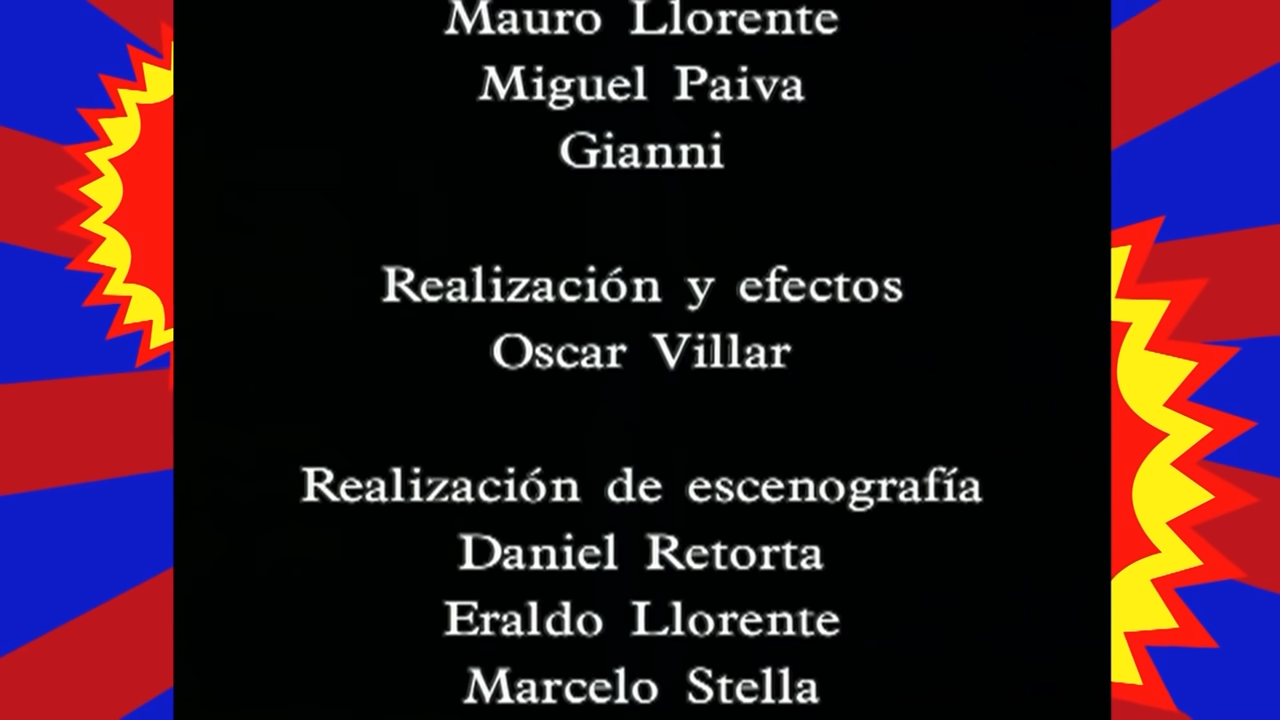 Mauro Llorente
Miguel Paiva
Gianni
Realización y efectos
Oscar Villar
Realización de escenografía
Daniel Retorta
Eraldo Llorente
Marcelo Stella